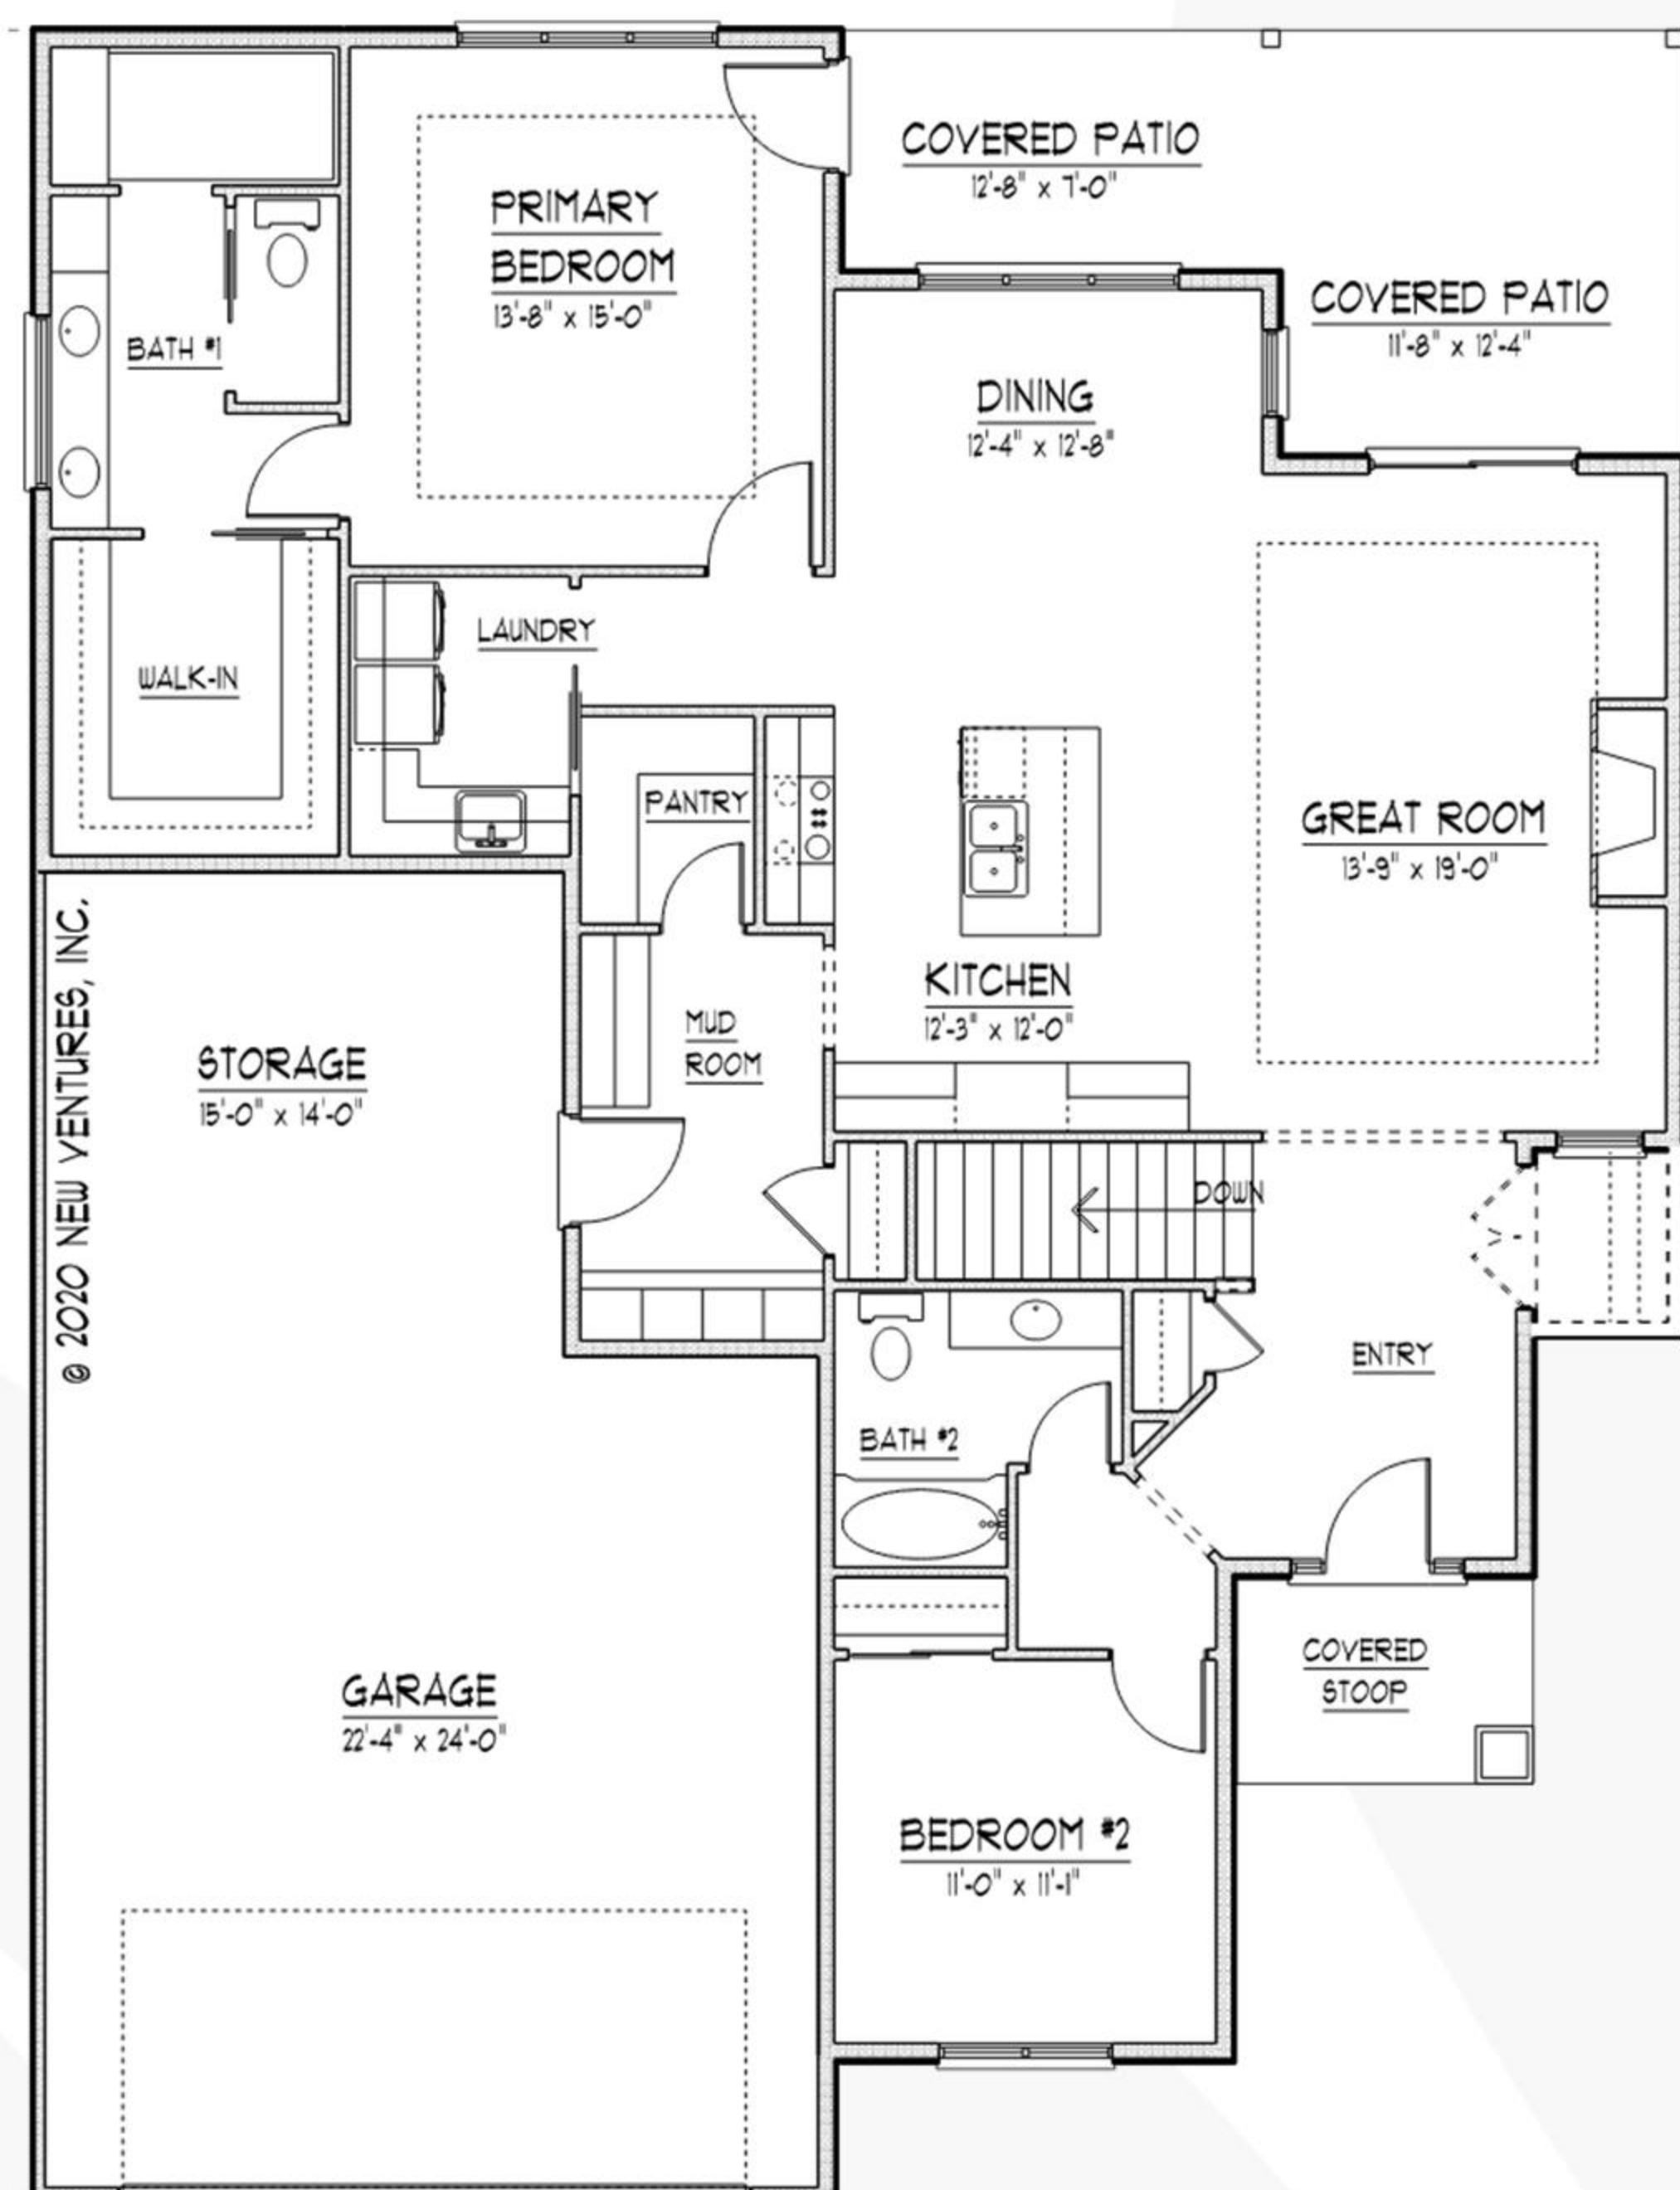 COVERED PATIO
12'-8" x 7'-0"
PRIMARY
BEDROOM
13'-8" x 15'-0"
COVERED PATIO
11'-8" x 12'-4"
BATH #1
DINING
12'-4" x 12'-8"
LAUNDRY
WALK-IN
PANTRY
GREAT ROOM
13'-9" x 19'-0"
KITCHEN
12'-3" x 12'-0"
MUD
ROOM
STORAGE
15'-0" x 14'-0"
© 2020 NEW VENTURES, INC.
DOWN
ENTRY
BATH #2
COVERED
STOOP
GARAGE
22'-4" x 24'-0"
BEDROOM #2
11'-0" x 11'-1"